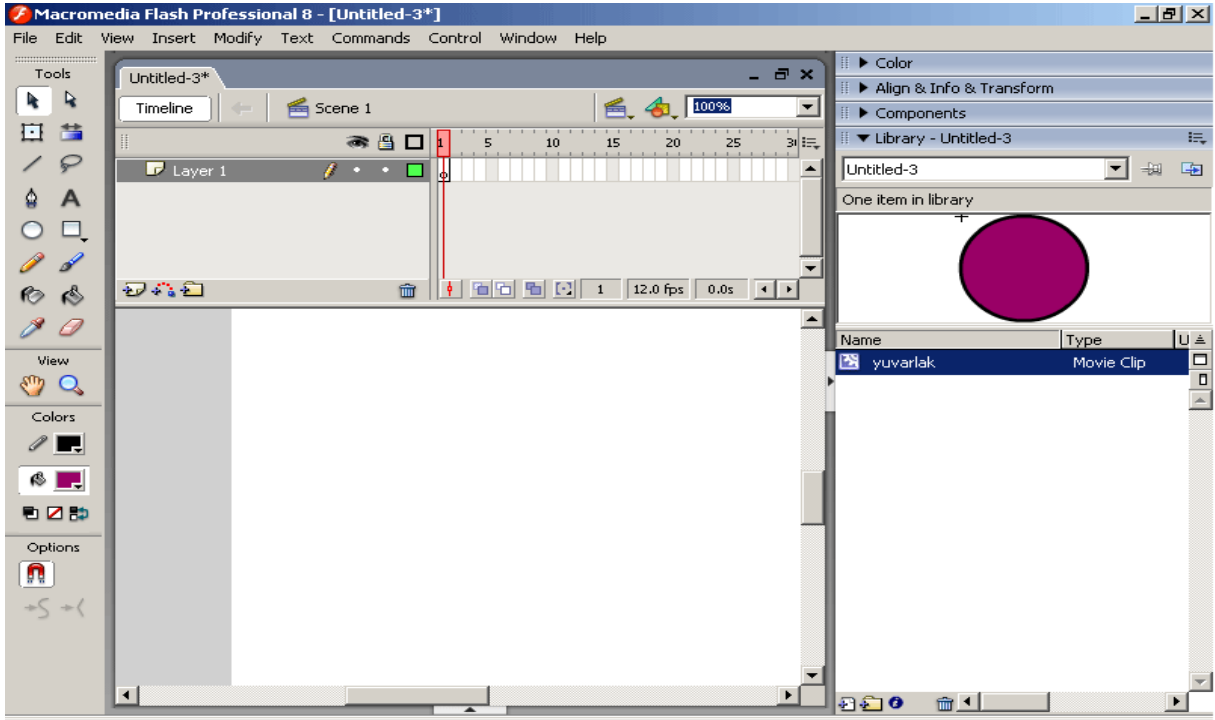 Macromedia Flash Professional 8 - [Untitled-3*]
File Edit View Insert Modify Text Commands Control Window Help
Tools
View
Colors
Options
Untitled-3*
Timeline
Scene 1
100%
1 5 10 15 20 25
Layer 1
1 12.0 fps 0.0s
Color
Align & Info & Transform
Components
Library - Untitled-3
Untitled-3
One item in library
Name Type U
yuvarlak Movie Clip